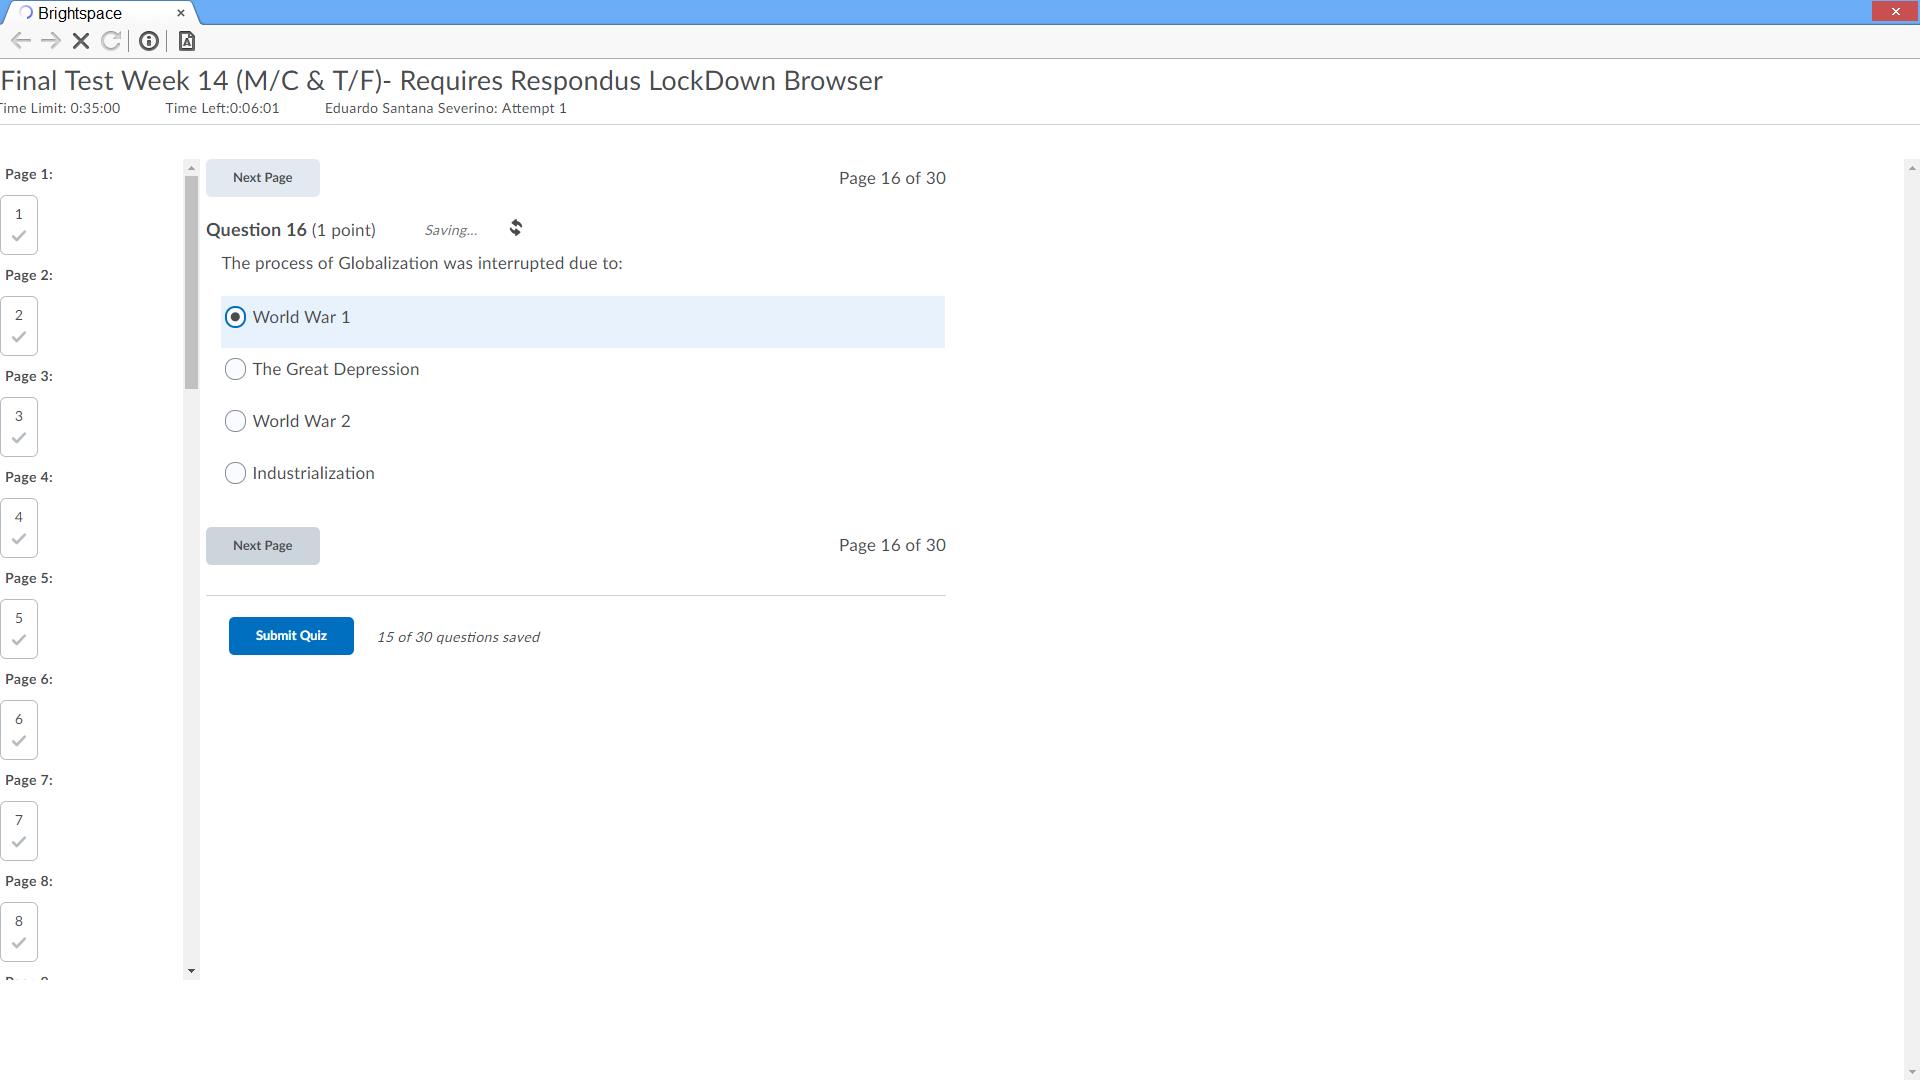 Brightspace
Final Test Week 14 (M/C & T/F)- Requires Respondus LockDown Browser
Time Limit: 0:35:00 Time Left:0:06:01 Eduardo Santana Severino: Attempt 1
Page 1:
1
Page 2:
2
Page 3:
3
Page 4:
4
Page 5:
5
Page 6:
6
Page 7:
7
Page 8:
8
Next Page Page 16 of 30
Question 16 (1 point) Saving...
The process of Globalization was interrupted due to:
World War 1
The Great Depression
World War 2
Industrialization
Next Page Page 16 of 30
Submit Quiz 15 of 30 questions saved